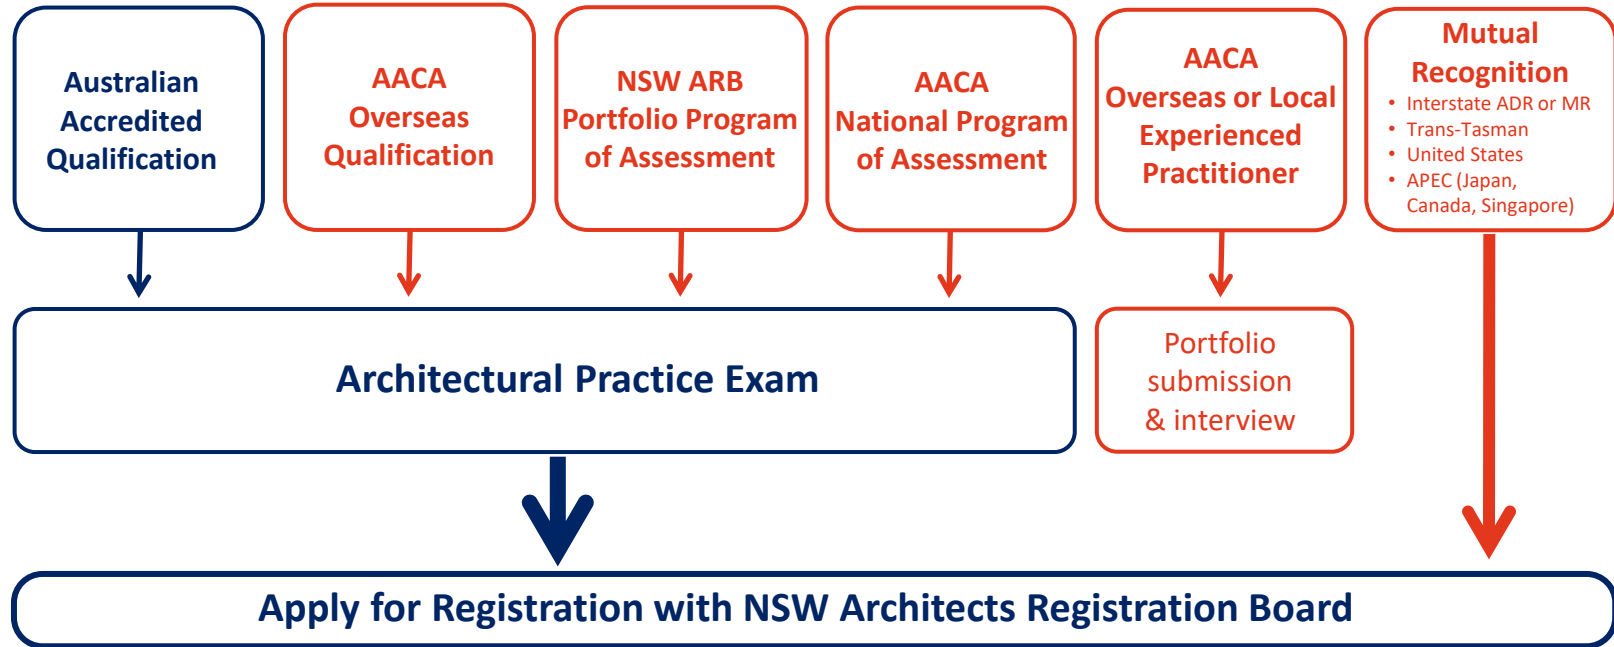 Australian
Accredited
Qualification
AACA
Overseas
Qualification
NSW ARB
Portfolio Program
of Assessment
AACA
National Program
of Assessment
AACA
Overseas or Local
Experienced
Practitioner
Mutual
Recognition
• Interstate ADR or MR
• Trans-Tasman
• United States
• APEC (Japan,
Canada, Singapore)
Architectural Practice Exam
Portfolio
submission
& interview
Apply for Registration with NSW Architects Registration Board